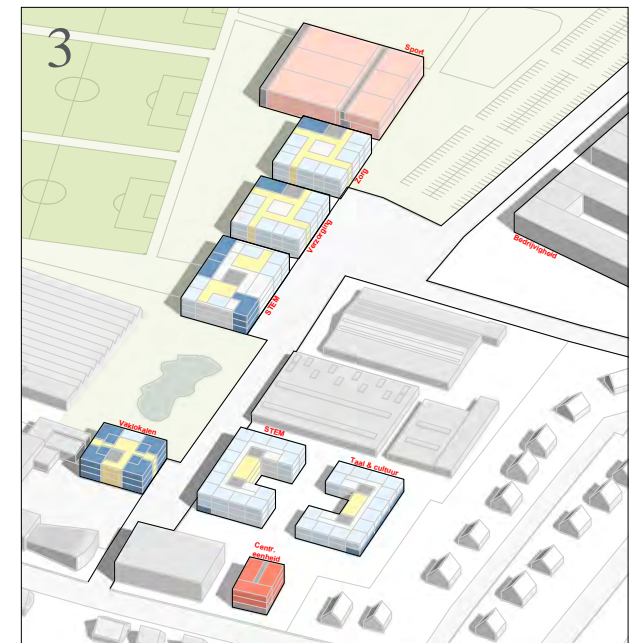 3
Sport
Zorg
Verzorging
STEM
Bedrijvigheid
Vaklokalen
STEM
Taal & cultuur
Centr.
eenheid